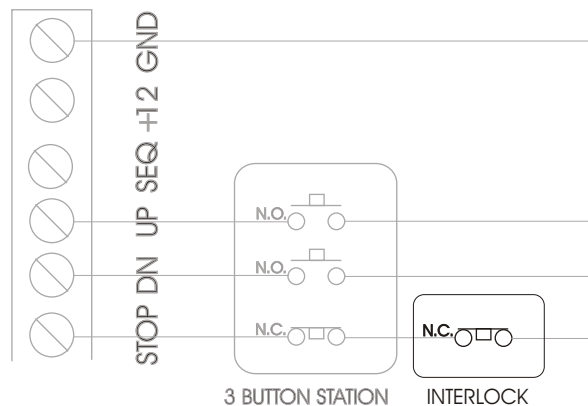 GND
+12
SEQ
UP
DN
STOP
N.O.
N.O.
N.C.
N.C.
3 BUTTON STATION
INTERLOCK